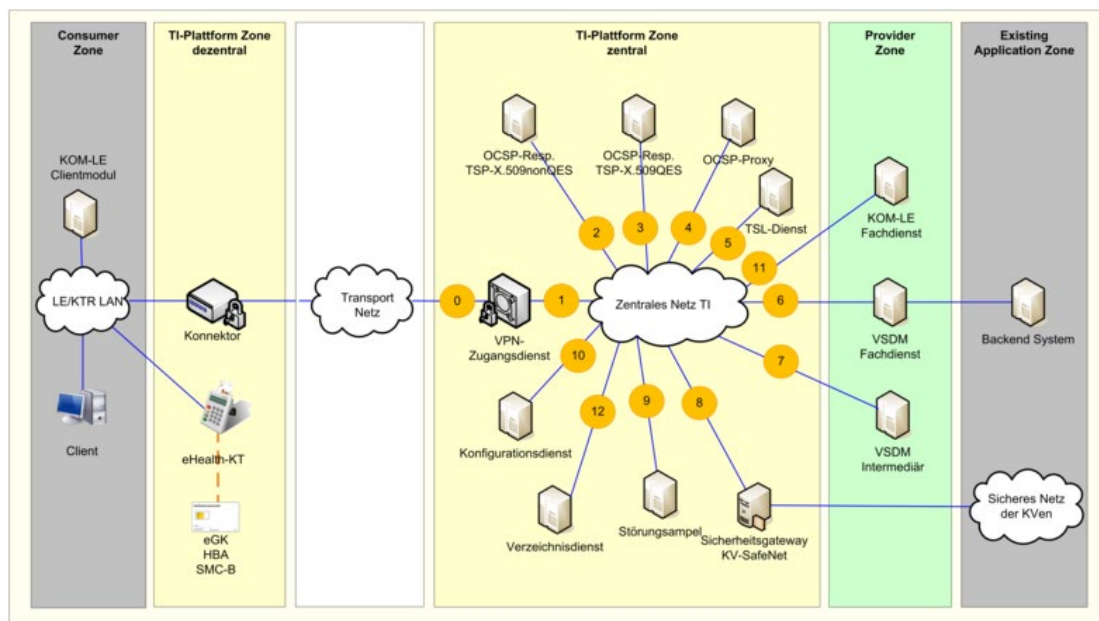 Consumer
Zone
TI-Plattform Zone
dezentral
TI-Plattform Zone
zentral
Provider
Zone
Existing
Application Zone
KOM-LE
Clientmodul
LE/KTR LAN
Client
Konnektor
eHealth-KT
eGK
HBA
SMC-B
Transport
Netz
0
VPN-
Zugangsdienst
1
OCSP-Resp.
TSP-X.509nonQES
2
OCSP-Resp.
TSP-X.509QES
3
OCSP-Proxy
4
TSL-Dienst
5
Zentrales Netz TI
11
6
7
8
9
10
12
Konfigurationsdienst
Verzeichnisdienst
Störungsampel
Sicherheitsgateway
KV-SafeNet
KOM-LE
Fachdienst
VSDM
Fachdienst
VSDM
Intermediär
Backend System
Sicheres Netz
der KVen